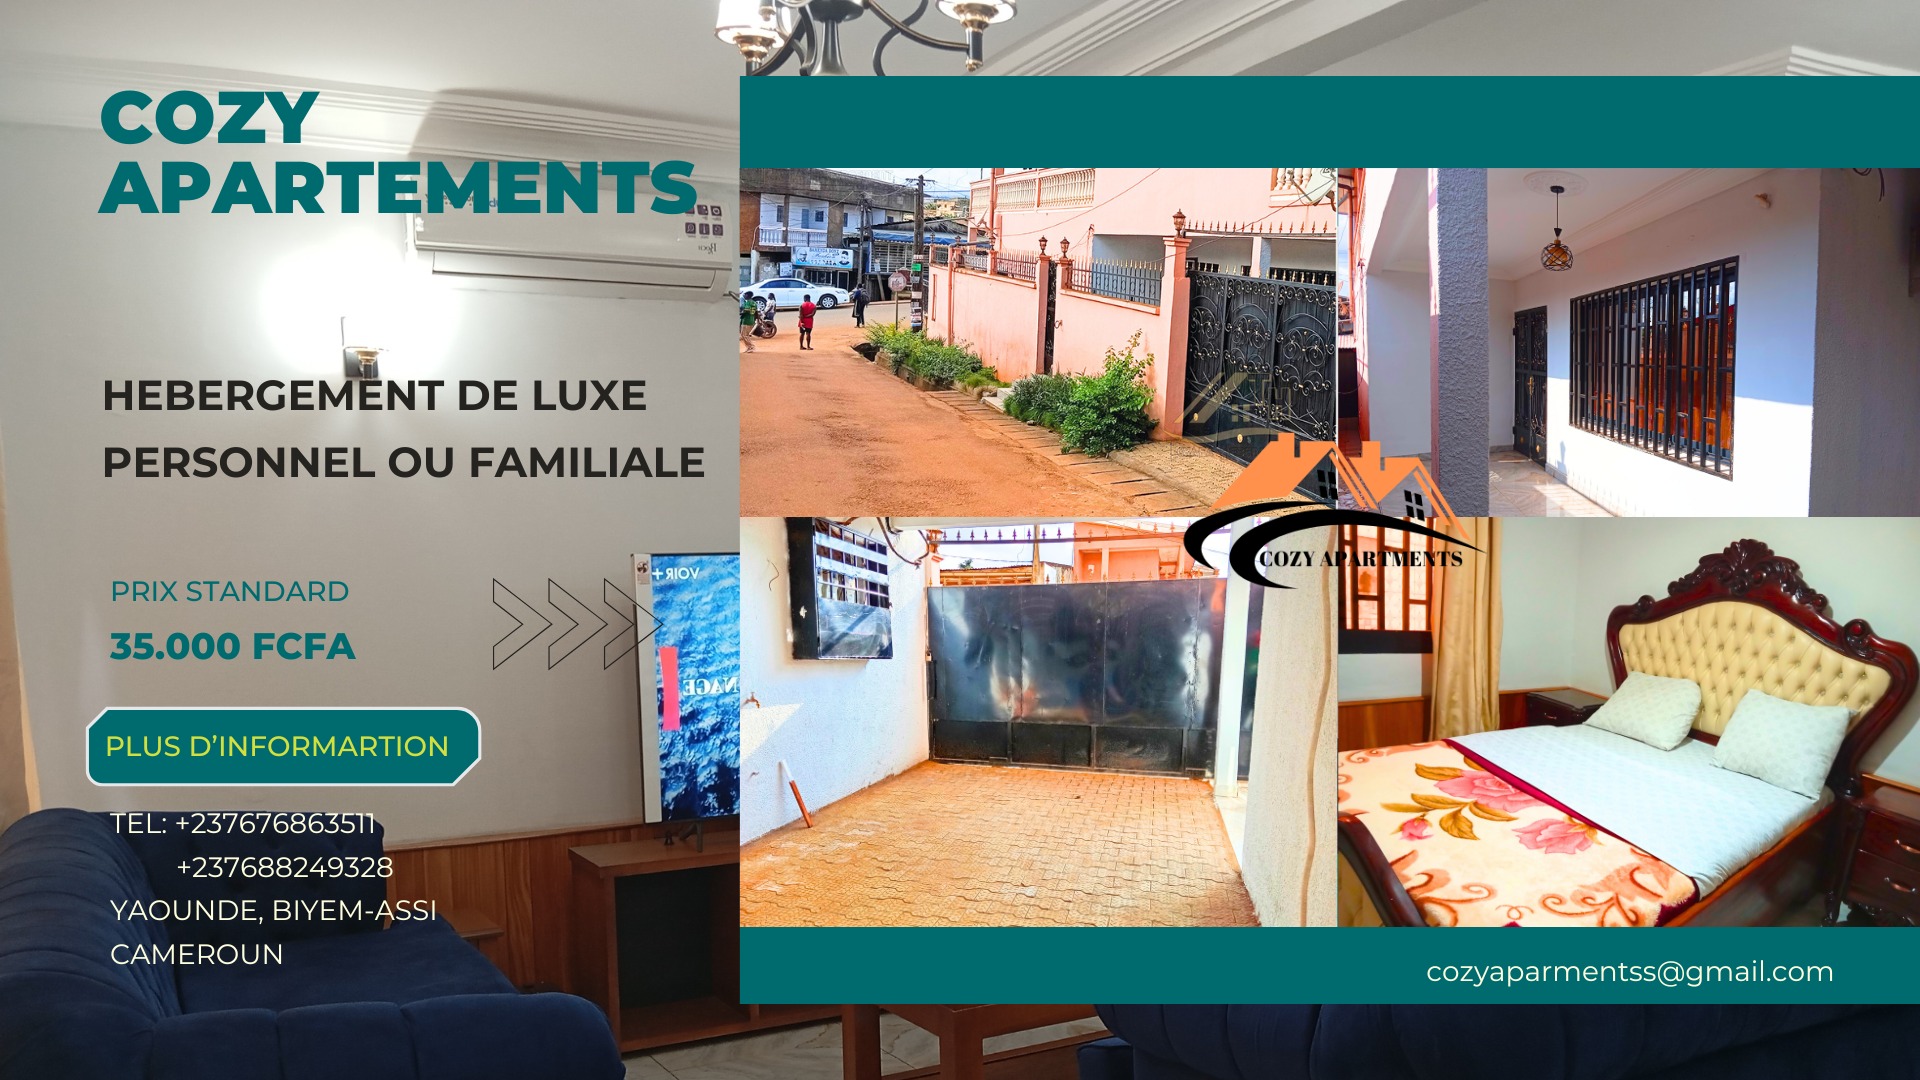 COZY
APARTEMENTS
HEBERGEMENT DE LUXE
PERSONNEL OU FAMILIALE
PRIX STANDARD
35.000 FCFA
PLUS D’INFORMARTION
TEL: +237676863511
+237688249328
YAOUNDE, BIYEM-ASSI
CAMEROUN
VOIR +
COZY APARTMENTS
cozyaparmentss@gmail.com